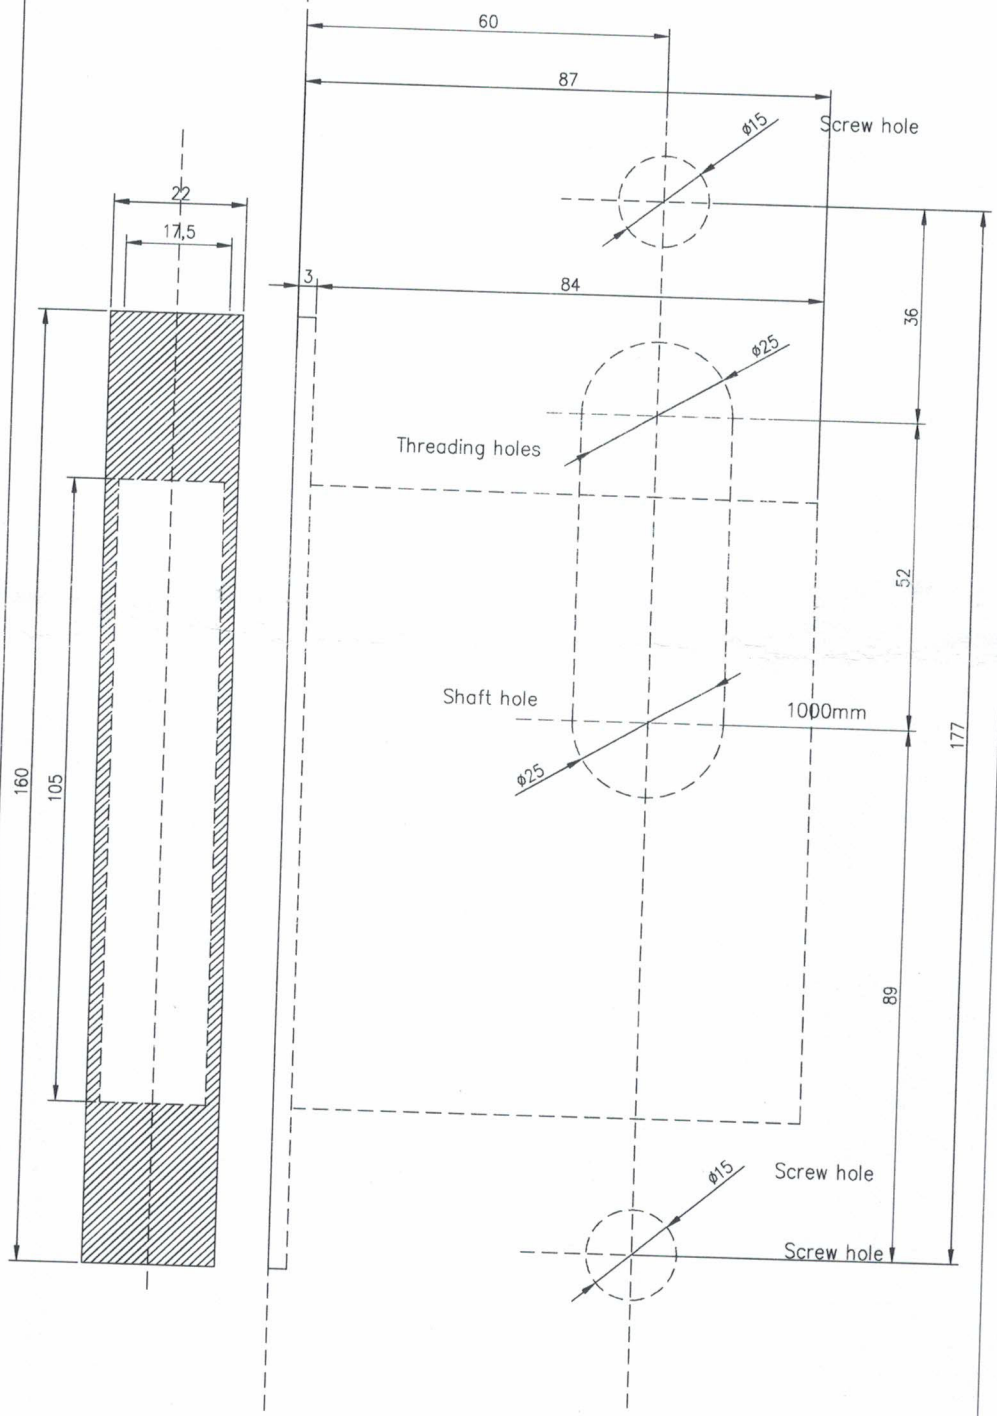 60
87
ø15
Screw hole
22
17,5
3
84
36
ø25
Threading holes
52
Shaft hole
1000mm
177
ø25
160
105
89
ø15
Screw hole
Screw hole